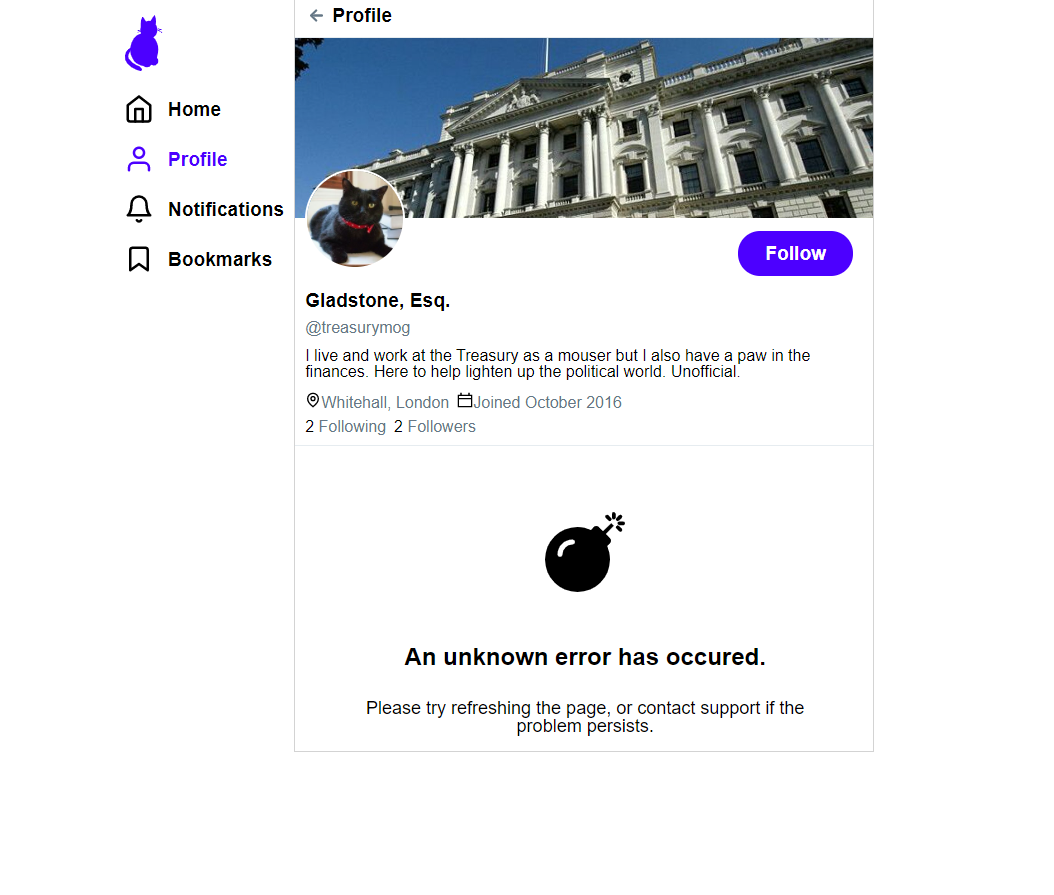 Profile
Home
Profile
Notifications
Bookmarks
Follow
Gladstone, Esq.
@treasurymog
I live and work at the Treasury as a mouser but I also have a paw in the
finances. Here to help lighten up the political world. Unofficial.
Whitehall, London Joined October 2016
2 Following 2 Followers
An unknown error has occured.
Please try refreshing the page, or contact support if the
problem persists.